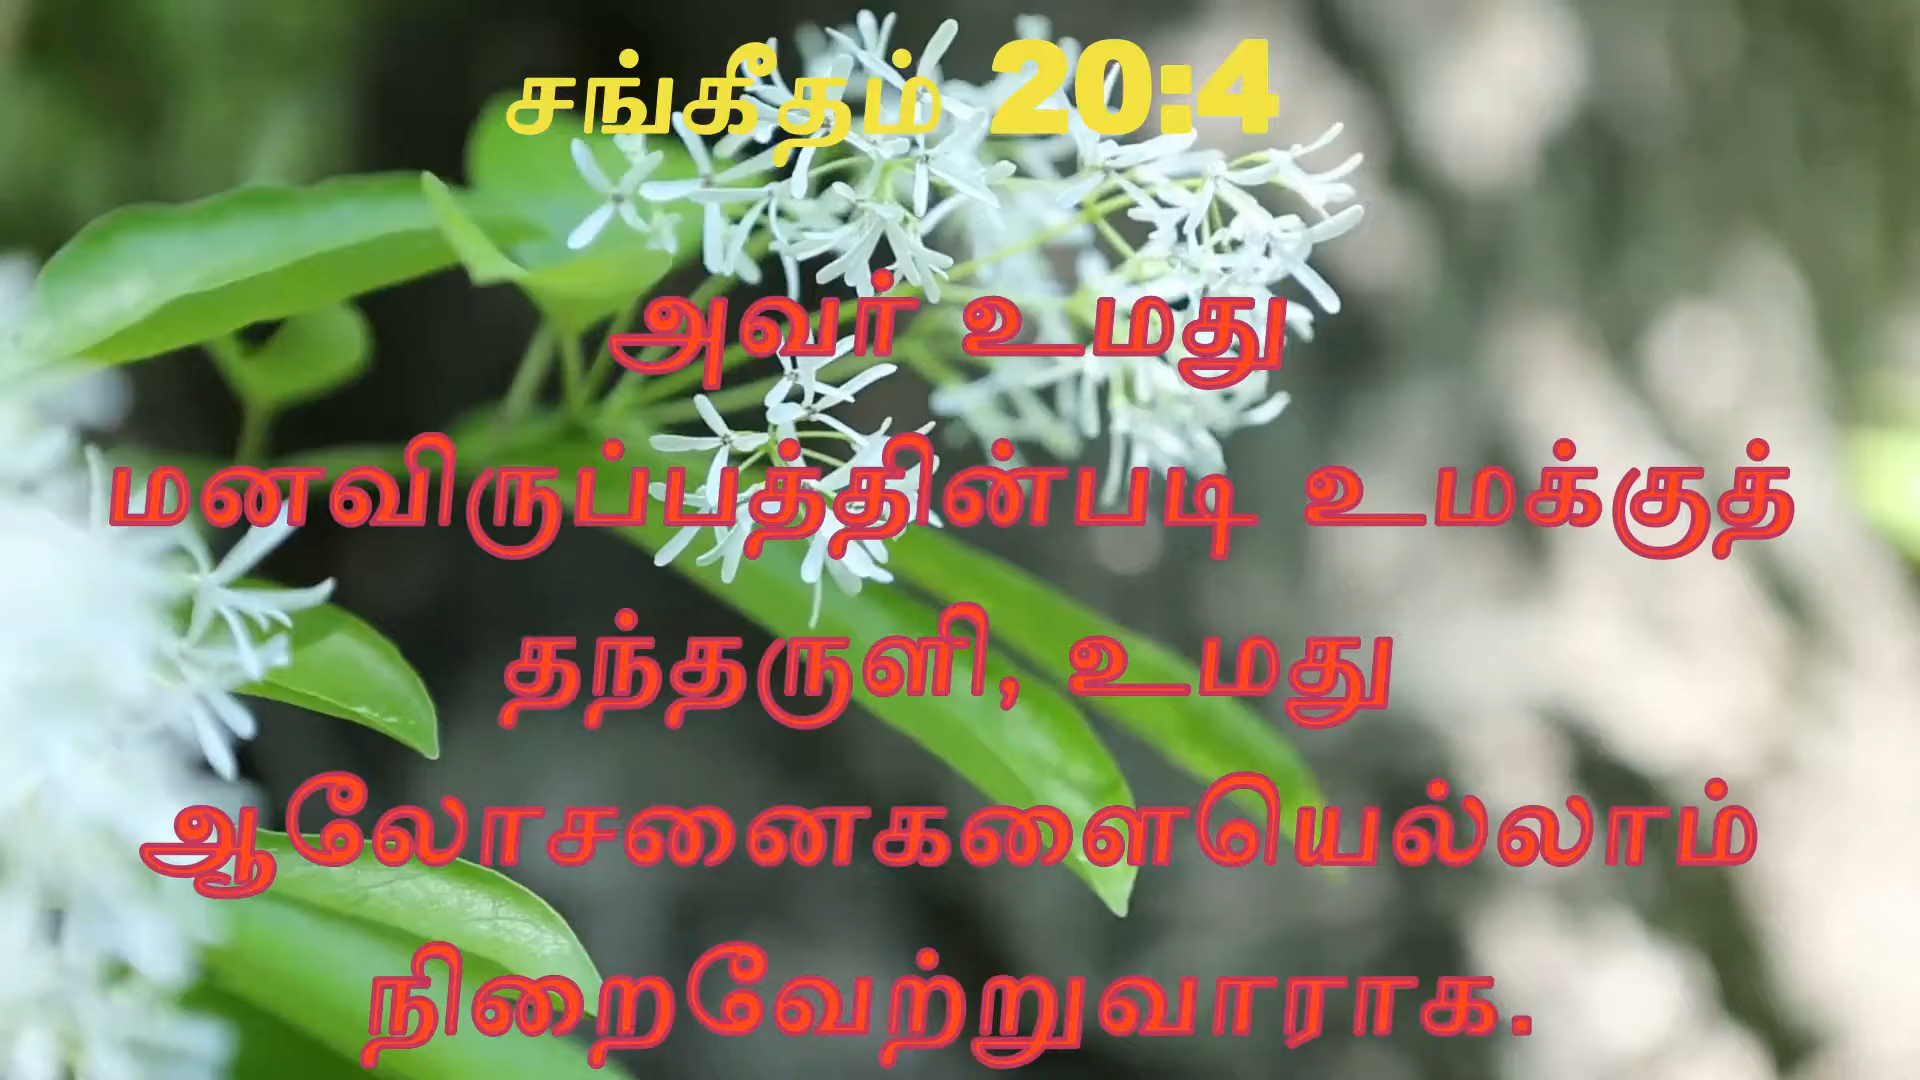 சங்கீதம் 20:4
அவர் உமது
மனவிருப்பத்தின்படி உமக்குத்
தந்தருளி, உமது
ஆலோசனைகளையெல்லாம்
நிறைவேற்றுவாராக.